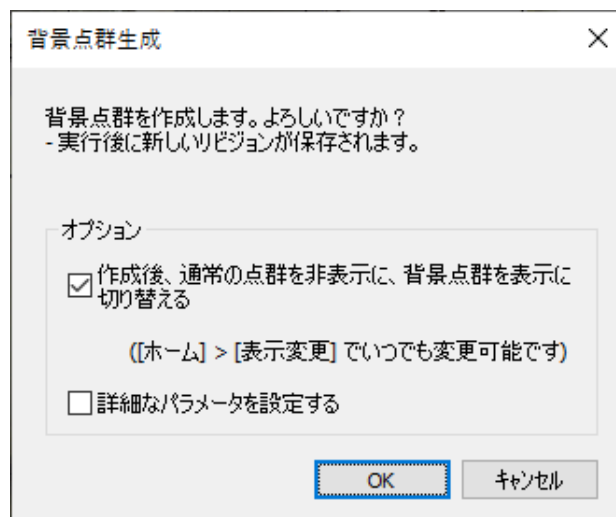 背景点群生成
背景点群を作成します。よろしいですか？
- 実行後に新しいリビジョンが保存されます。
オプション
作成後、通常の点群を非表示に、背景点群を表示に
切り替える
([ホーム] > [表示変更] でいつでも変更可能です)
詳細なパラメータを設定する
OK
キャンセル